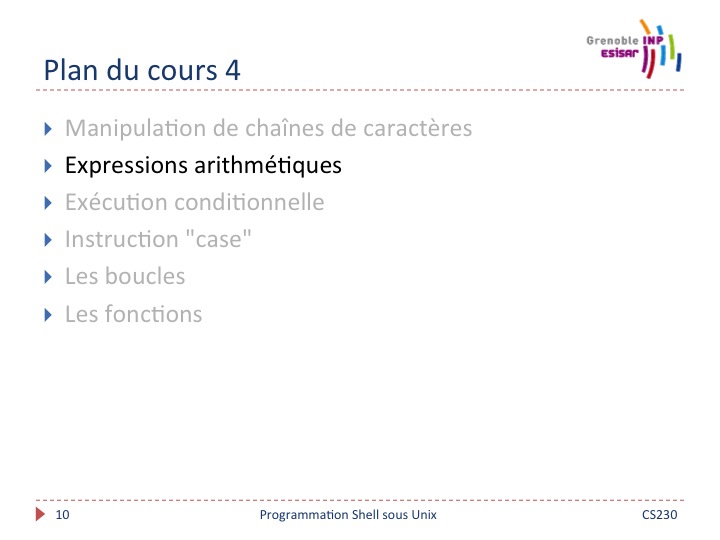 Grenoble INP
esisar
Plan du cours 4
Manipulation de chaînes de caractères
Expressions arithmétiques
Exécution conditionnelle
Instruction "case"
Les boucles
Les fonctions
10 Programmation Shell sous Unix CS230